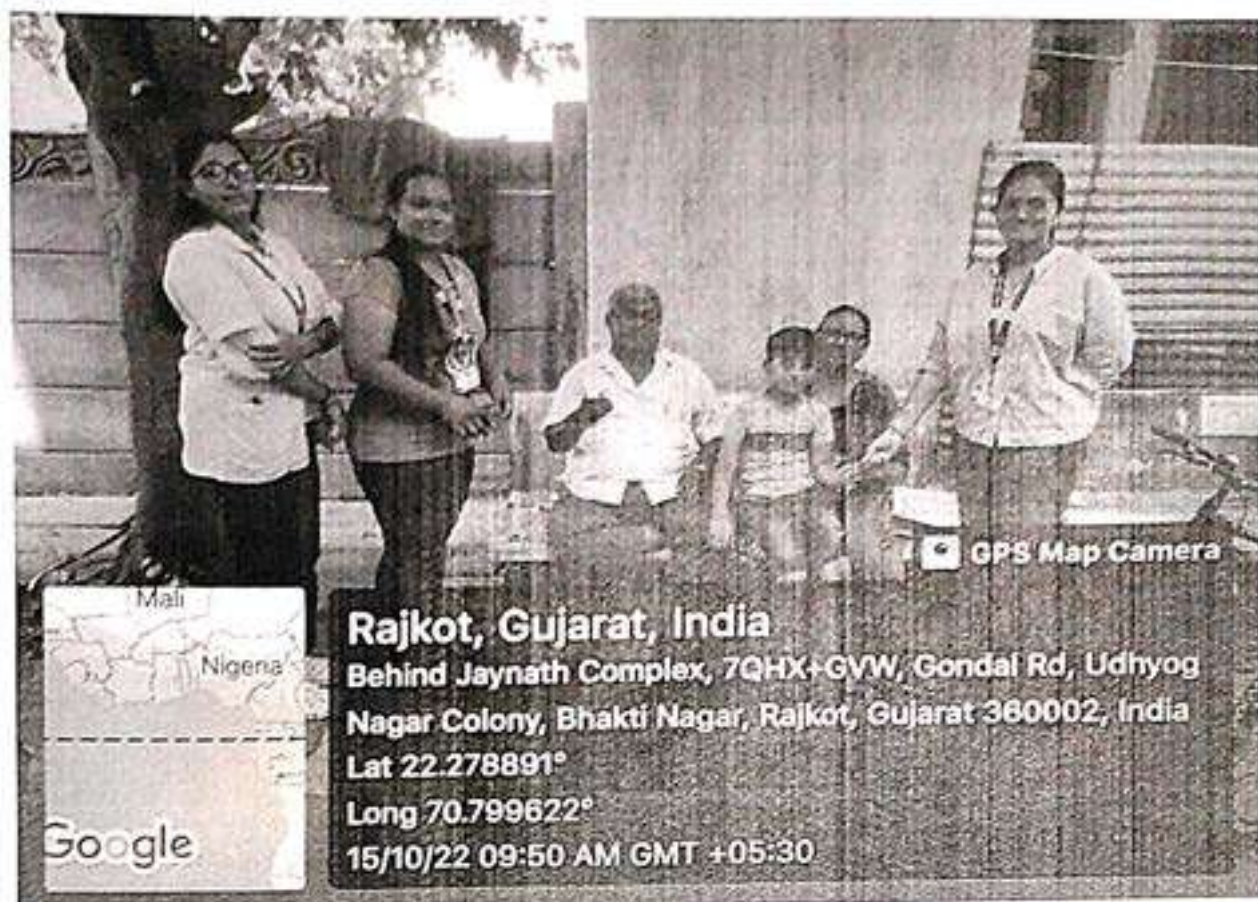 GPS Map Camera
Mali
Nigeria
Google
Rajkot, Gujarat, India
Behind Jaynath Complex, 7QHX+GVW, Gondal Rd, Udhyog
Nagar Colony, Bhakti Nagar, Rajkot, Gujarat 360002, India
Lat 22.278891°
Long 70.799622°
15/10/22 09:50 AM GMT +05:30